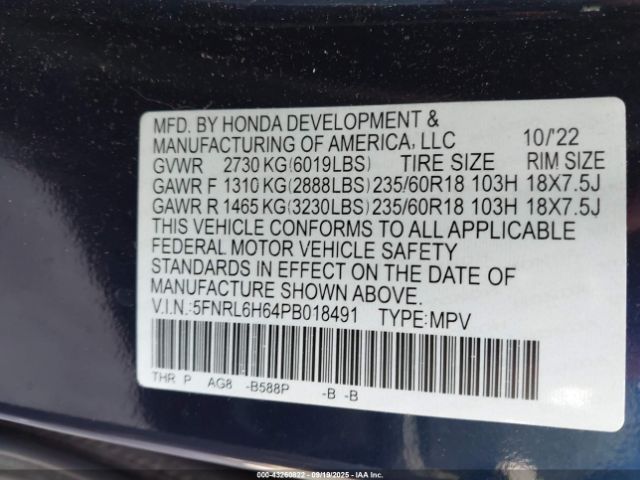 MFD. BY HONDA DEVELOPMENT &
MANUFACTURING OF AMERICA, LLC 10/'22
GVWR 2730 KG(6019LBS) TIRE SIZE RIM SIZE
GAWR F 1310 KG(2888LBS) 235/60R18 103H 18X7.5J
GAWR R 1465 KG(3230LBS) 235/60R18 103H 18X7.5J
THIS VEHICLE CONFORMS TO ALL APPLICABLE
FEDERAL MOTOR VEHICLE SAFETY
STANDARDS IN EFFECT ON THE DATE OF
MANUFACTURE SHOWN ABOVE.
V.I.N.:5FNRL6H64PB018491 TYPE:MPV
THR P AG8 -B588P -B -B
000-43260822 - 09/19/2025 - IAA Inc.